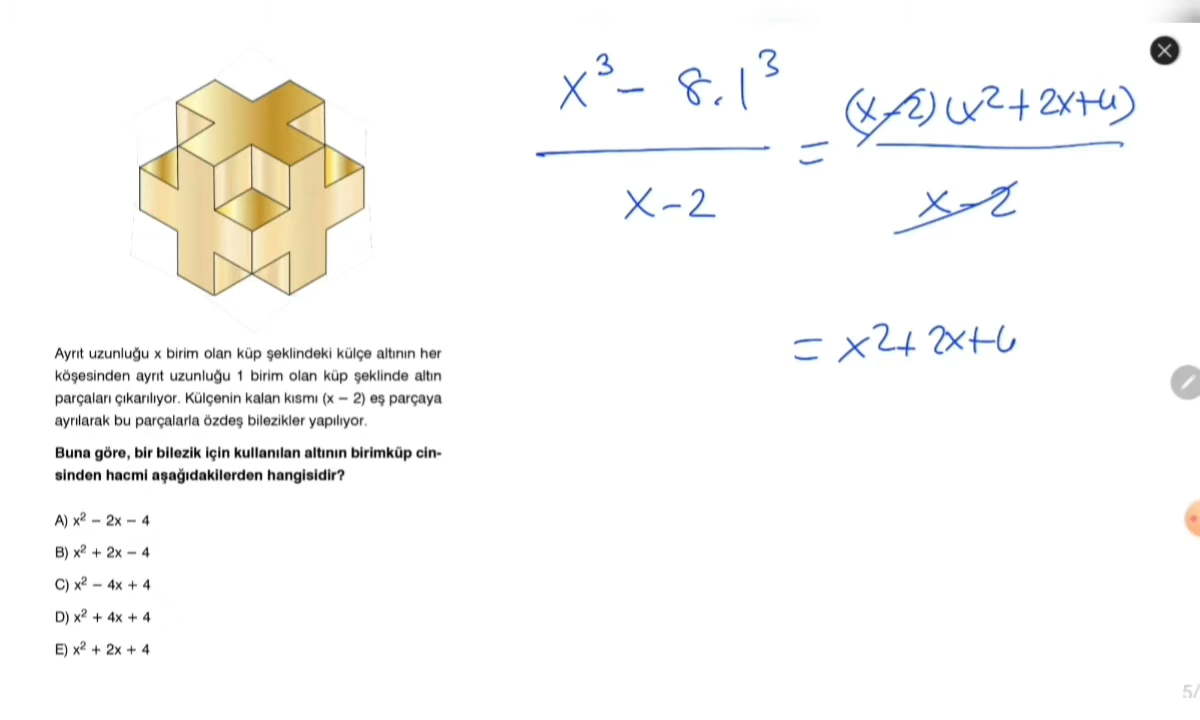 x³ - 8.1³
x-2
= (x-2)(x²+2x+4)
x-2
= x²+2x+4
Ayrıt uzunluğu x birim olan küp şeklindeki külçe altının her
köşesinden ayrıt uzunluğu 1 birim olan küp şeklinde altın
parçaları çıkarılıyor. Külçenin kalan kısmı (x – 2) eş parçaya
ayrılarak bu parçalarla özdeş bilezikler yapılıyor.
Buna göre, bir bilezik için kullanılan altının birimküp cin-
sinden hacmi aşağıdakilerden hangisidir?
A) x² – 2x – 4
B) x² + 2x – 4
C) x² – 4x + 4
D) x² + 4x + 4
E) x² + 2x + 4
5/